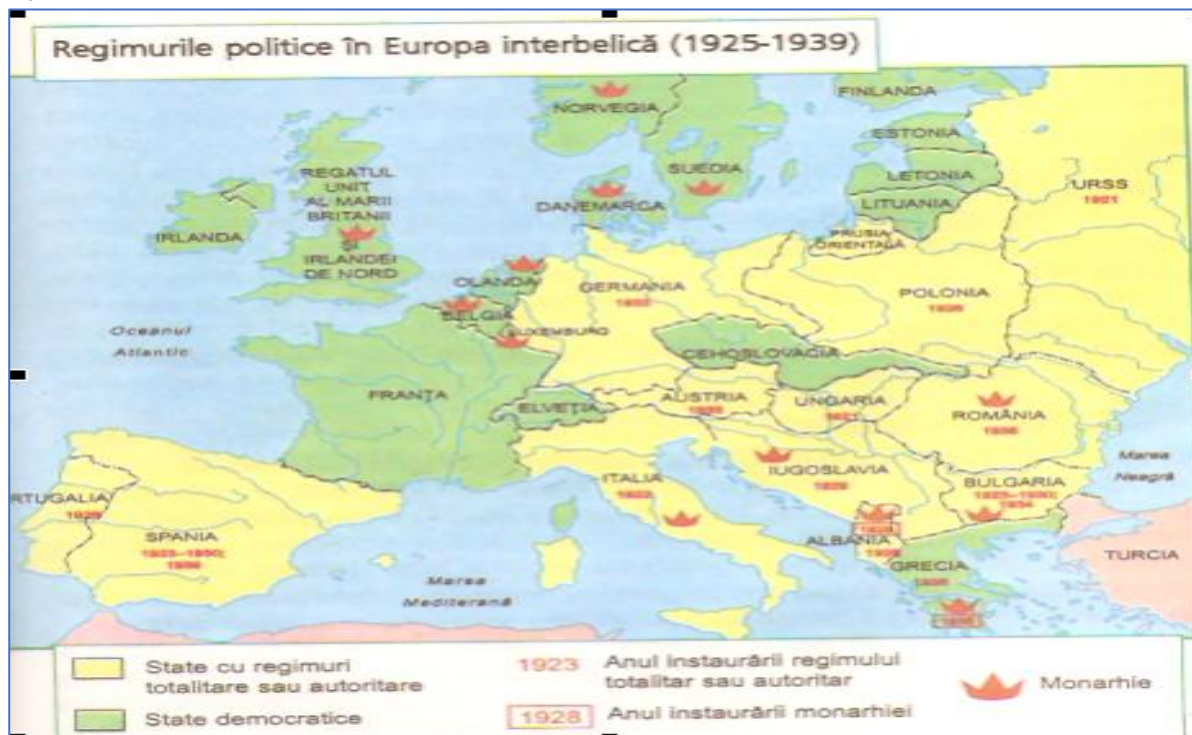 Regimurile politice în Europa interbelică (1925-1939)
NORVEGIA
FINLANDA
ESTONIA
SUEDIA
LETONIA
REGATUL
UNIT
AL MARII
BRITANII
ȘI
IRLANDEI
DE NORD
URSS
1921
DANEMARCA
LITUANIA
IRLANDA
PRUSIA
ORIENTALĂ
OLANDA
GERMANIA
POLONIA
BELGIA
LUXEMBURG
Oceanul
Atlantic
CEHOSLOVACIA
FRANȚA
AUSTRIA
UNGARIA
ELVEȚIA
ROMÂNIA
Marea
Neagră
IUGOSLAVIA
ITALIA
1922
BULGARIA
1934
RTUGALIA
SPANIA
ALBANIA
TURCIA
GRECIA
Marea
Mediterană
State cu regimuri
totalitare sau autoritare
State democratice
1923 Anul instaurării regimului
totalitar sau autoritar
1928 Anul instaurării monarhiei
Monarhie